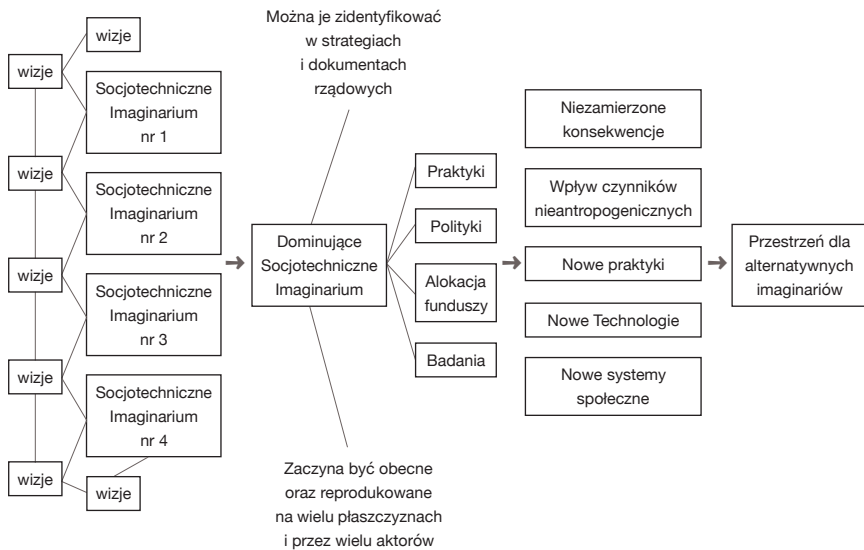 wizje
wizje
wizje
wizje
wizje
wizje
Socjotechniczne
Imaginarium
nr 1
Socjotechniczne
Imaginarium
nr 2
Socjotechniczne
Imaginarium
nr 3
Socjotechniczne
Imaginarium
nr 4
wizje
Można je zidentyfikować
w strategiach
i dokumentach
rządowych
Dominujące
Socjotechniczne
Imaginarium
Zaczyna być obecne
oraz reprodukowane
na wielu płaszczyznach
i przez wielu aktorów
Praktyki
Polityki
Alokacja
funduszy
Badania
Niezamierzone
konsekwencje
Wpływ czynników
nieantropogenicznych
Nowe praktyki
Nowe Technologie
Nowe systemy
społeczne
Przestrzeń dla
alternatywnych
imaginariów